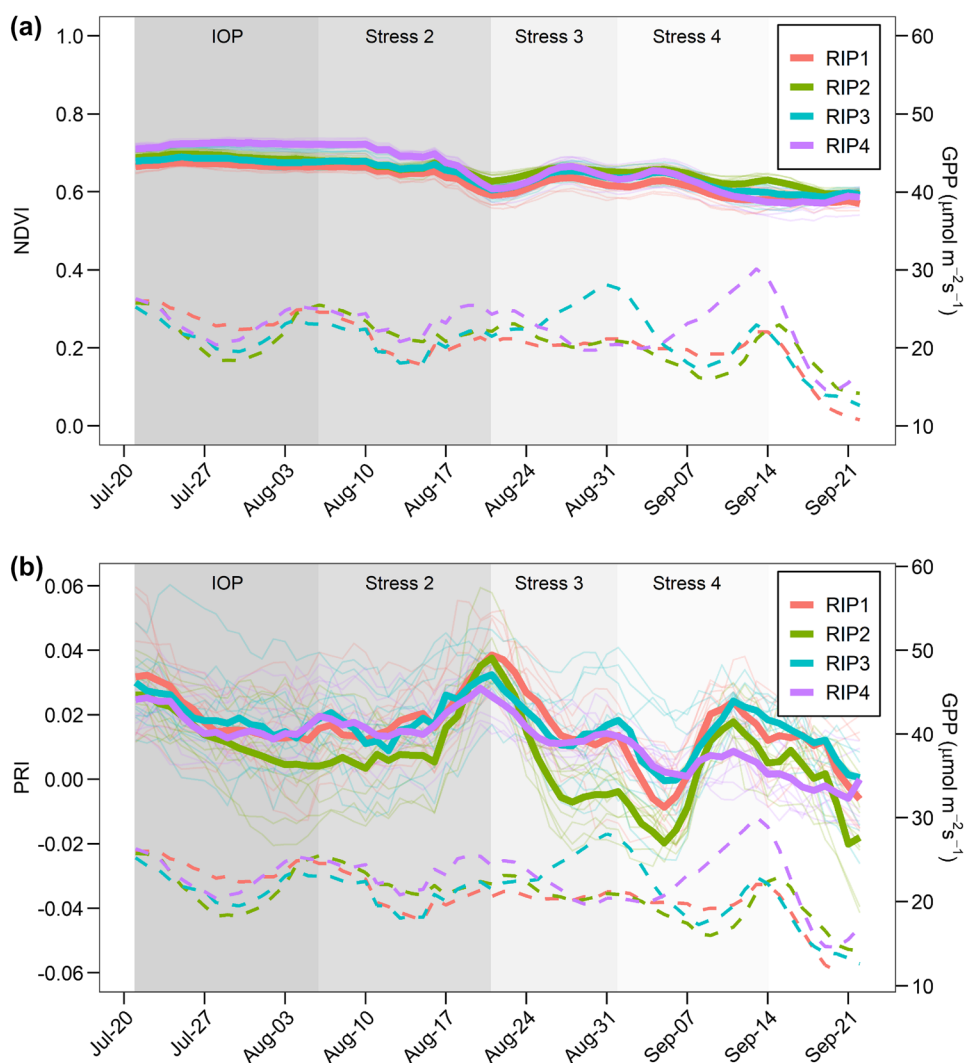 (a)
IOP Stress 2 Stress 3 Stress 4
RIP1
RIP2
RIP3
RIP4
1.0
0.8
0.6
0.4
0.2
0.0
NDVI
60
50
40
30
20
10
GPP (μmol m⁻² s⁻¹)
Jul-20 Jul-27 Aug-03 Aug-10 Aug-17 Aug-24 Aug-31 Sep-07 Sep-14 Sep-21
(b)
IOP Stress 2 Stress 3 Stress 4
RIP1
RIP2
RIP3
RIP4
0.06
0.04
0.02
0.00
-0.02
-0.04
-0.06
PRI
60
50
40
30
20
10
GPP (μmol m⁻² s⁻¹)
Jul-20 Jul-27 Aug-03 Aug-10 Aug-17 Aug-24 Aug-31 Sep-07 Sep-14 Sep-21